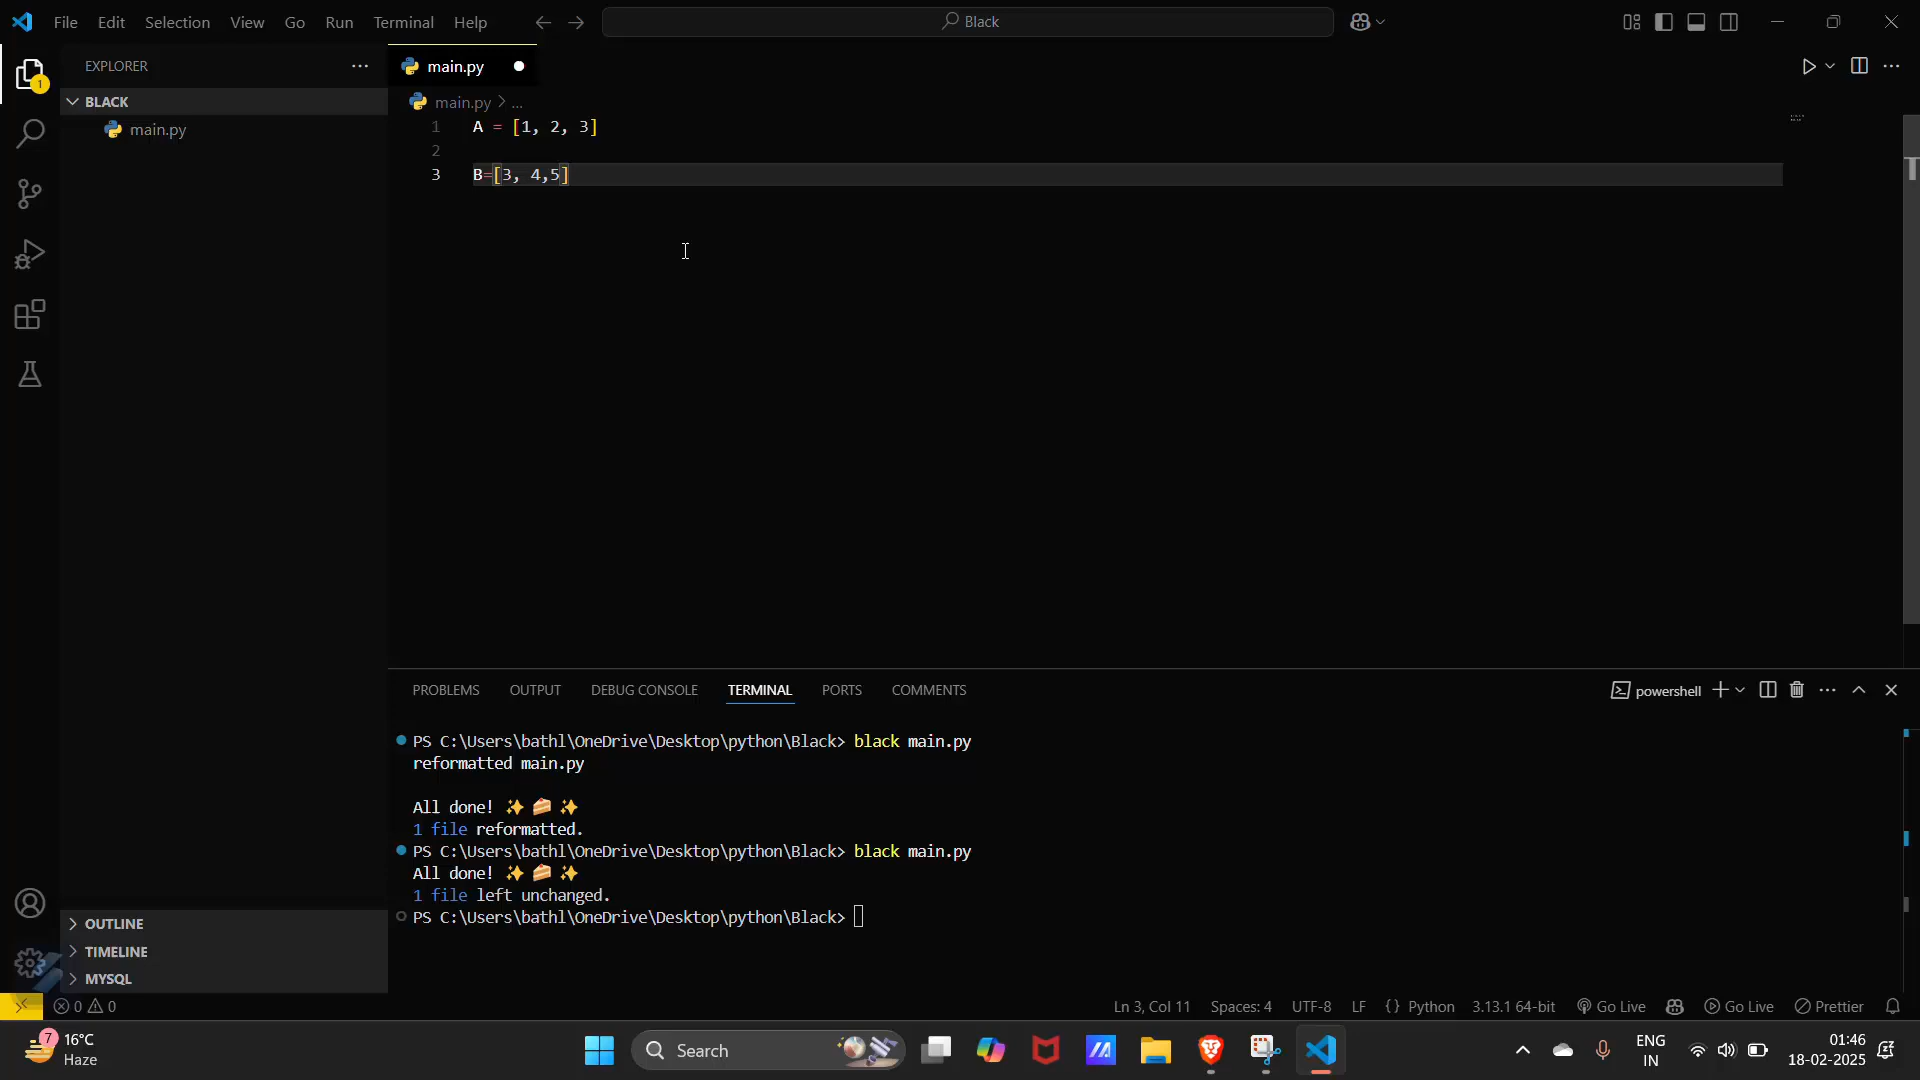 File Edit Selection View Go Run Terminal Help
Black
EXPLORER
1
BLACK
main.py
main.py
main.py > ...
1 A = [1, 2, 3]
2
3 B=[3, 4,5]
PROBLEMS OUTPUT DEBUG CONSOLE TERMINAL PORTS COMMENTS
powershell
PS C:\Users\bathl\OneDrive\Desktop\python\Black> black main.py
reformatted main.py
All done! ✨ 🍰 ✨
1 file reformatted.
PS C:\Users\bathl\OneDrive\Desktop\python\Black> black main.py
All done! ✨ 🍰 ✨
1 file left unchanged.
PS C:\Users\bathl\OneDrive\Desktop\python\Black>
OUTLINE
TIMELINE
MYSQL
0 0
Ln 3, Col 11 Spaces: 4 UTF-8 LF {} Python 3.13.1 64-bit Go Live Go Live Prettier
7 16°C
Haze
Search
ENG
IN
01:46
18-02-2025